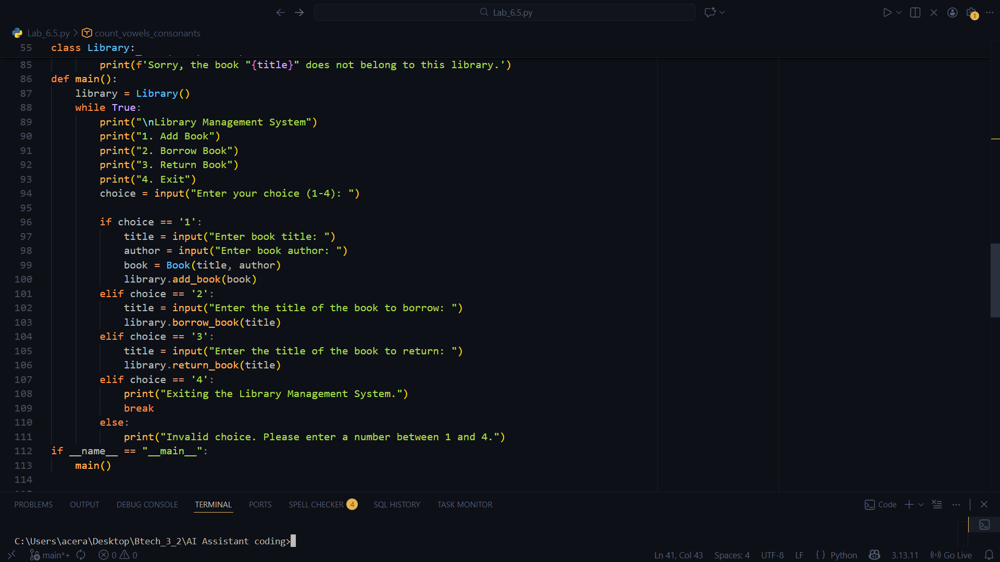 Lab_6.5.py
Lab_6.5.py > count_vowels_consonants
55 class Library:
85 print(f'Sorry, the book "{title}" does not belong to this library.')
86 def main():
87 library = Library()
88 while True:
89 print("\nLibrary Management System")
90 print("1. Add Book")
91 print("2. Borrow Book")
92 print("3. Return Book")
93 print("4. Exit")
94 choice = input("Enter your choice (1-4): ")
95
96 if choice == '1':
97 title = input("Enter book title: ")
98 author = input("Enter book author: ")
99 book = Book(title, author)
100 library.add_book(book)
101 elif choice == '2':
102 title = input("Enter the title of the book to borrow: ")
103 library.borrow_book(title)
104 elif choice == '3':
105 title = input("Enter the title of the book to return: ")
106 library.return_book(title)
107 elif choice == '4':
108 print("Exiting the Library Management System.")
109 break
110 else:
111 print("Invalid choice. Please enter a number between 1 and 4.")
112 if __name__ == "__main__":
113 main()
114
PROBLEMS OUTPUT DEBUG CONSOLE TERMINAL PORTS SPELL CHECKER 4 SQL HISTORY TASK MONITOR Code
C:\Users\acera\Desktop\Btech_3_2\AI Assistant coding>
main*+ 0 0 Ln 41, Col 43 Spaces: 4 UTF-8 LF { } Python 3.13.11 Go Live